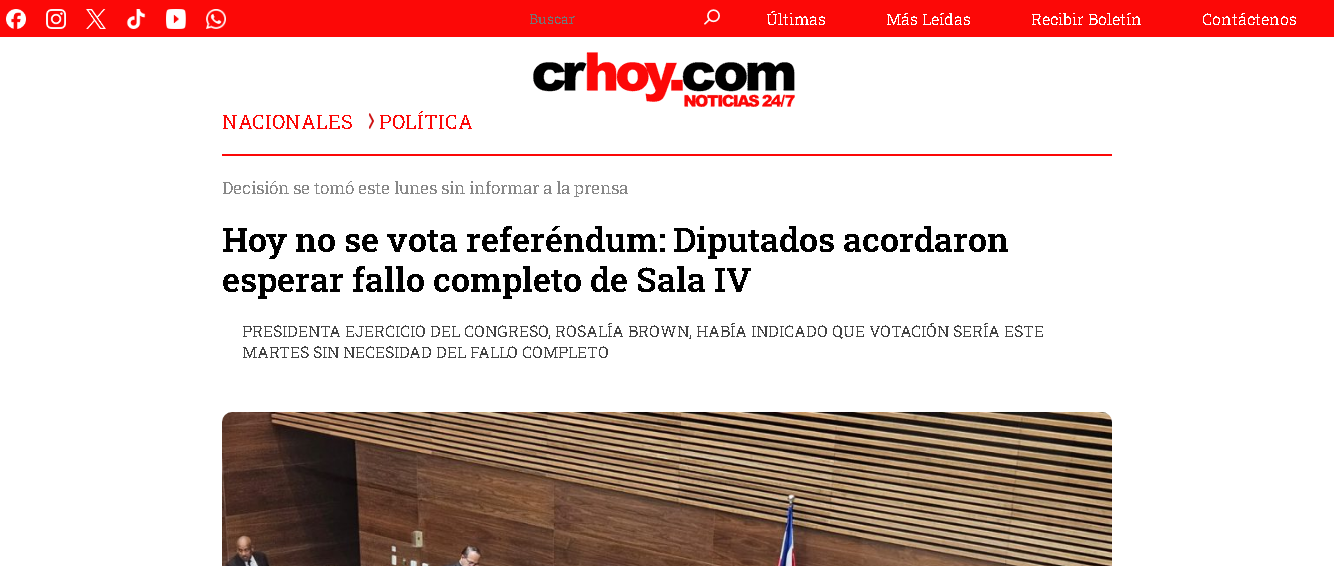 Buscar
Últimas
Más Leídas
Recibir Boletín
Contáctenos
crhoy.com
NOTICIAS 24/7
NACIONALES ⟩ POLÍTICA
Decisión se tomó este lunes sin informar a la prensa
Hoy no se vota referéndum: Diputados acordaron
esperar fallo completo de Sala IV
PRESIDENTA EJERCICIO DEL CONGRESO, ROSALÍA BROWN, HABÍA INDICADO QUE VOTACIÓN SERÍA ESTE
MARTES SIN NECESIDAD DEL FALLO COMPLETO